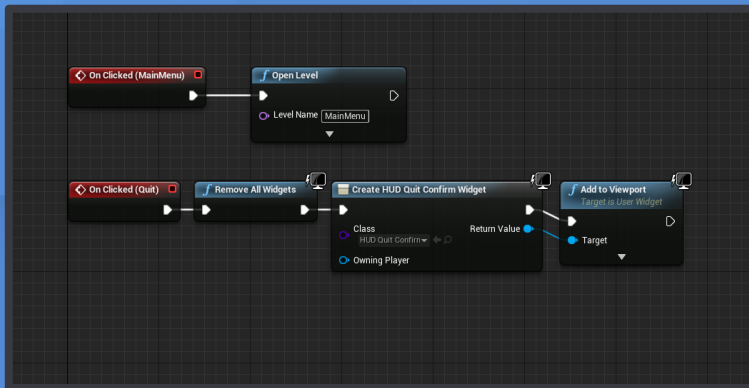 On Clicked (MainMenu)
f Open Level
Level Name MainMenu
On Clicked (Quit)
f Remove All Widgets
Create HUD Quit Confirm Widget
Class
HUD Quit Confirm
Return Value
Owning Player
f Add to Viewport
Target is User Widget
Target